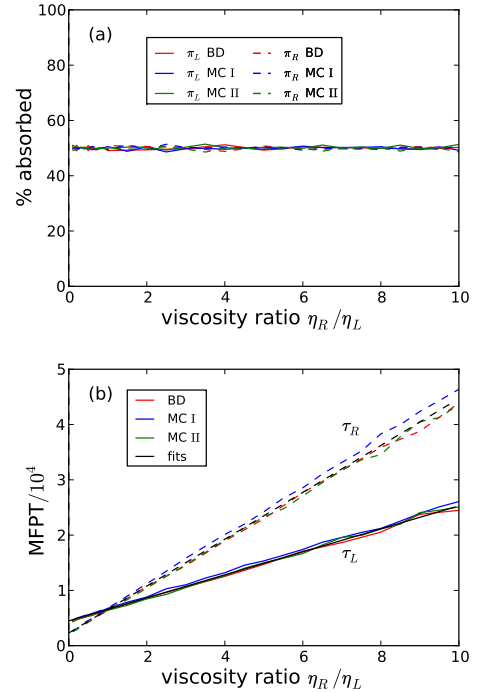 (a)
π_L BD π_R BD
π_L MC I π_R MC I
π_L MC II π_R MC II
% absorbed
100
80
60
40
20
0
0 2 4 6 8 10
viscosity ratio η_R/η_L
(b)
BD
MC I
MC II
fits
τ_R
τ_L
MFPT/10^4
5
4
3
2
1
0
0 2 4 6 8 10
viscosity ratio η_R/η_L